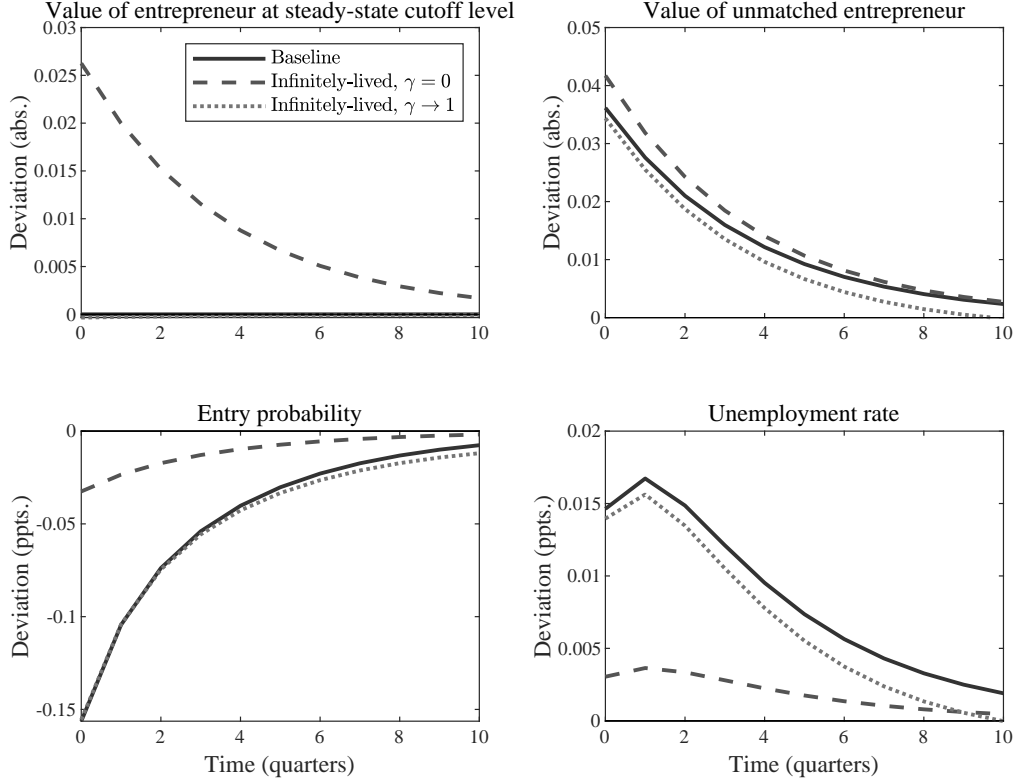 Value of entrepreneur at steady-state cutoff level
0.03
0.025
0.02
0.015
0.01
0.005
0
Deviation (abs.)
Baseline
Infinitely-lived, γ = 0
Infinitely-lived, γ → 1
0 2 4 6 8 10
Value of unmatched entrepreneur
0.05
0.04
0.03
0.02
0.01
0
Deviation (abs.)
0 2 4 6 8 10
Entry probability
0
-0.05
-0.1
-0.15
Deviation (ppts.)
0 2 4 6 8 10
Time (quarters)
Unemployment rate
0.02
0.015
0.01
0.005
0
Deviation (ppts.)
0 2 4 6 8 10
Time (quarters)